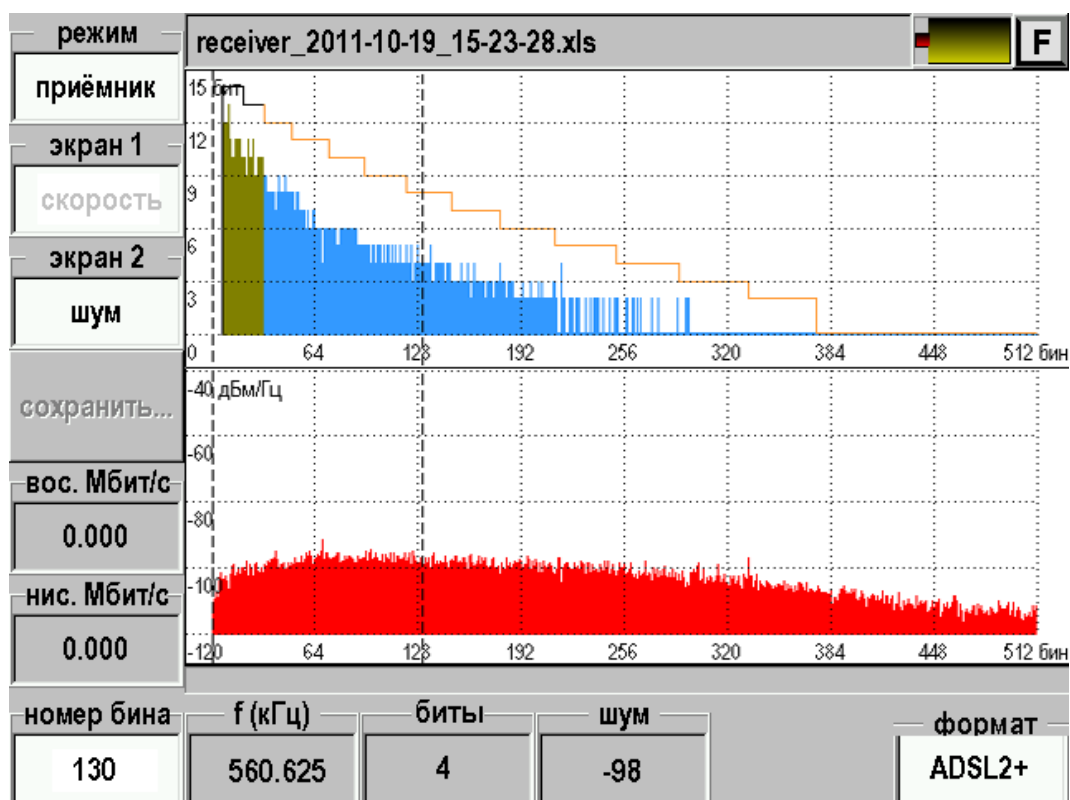 режим
receiver_2011-10-19_15-23-28.xls
F
приёмник
экран 1
скорость
экран 2
шум
сохранить...
вос. Мбит/с
0.000
нис. Мбит/с
0.000
15 бит
12
9
6
3
0 64 128 192 256 320 384 448 512 бин
-40 дБм/Гц
-60
-80
-100
-120 64 128 192 256 320 384 448 512 бин
номер бина f (кГц) биты шум формат
130 560.625 4 -98 ADSL2+